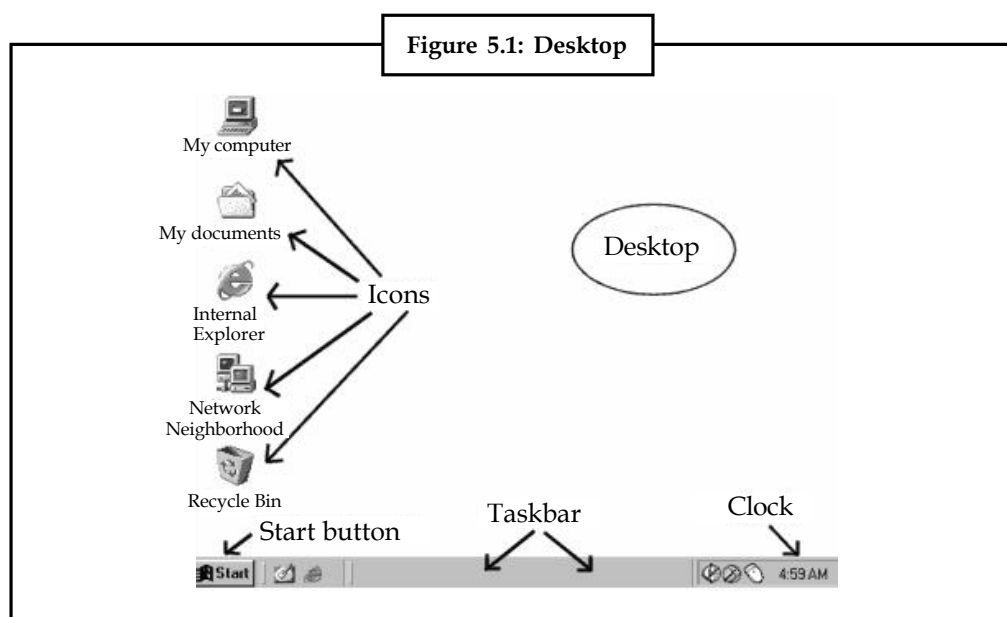 Figure 5.1: Desktop
My computer
My documents
Desktop
Icons
Internal
Explorer
Network
Neighborhood
Recycle Bin
Start button
Taskbar
Clock
Start
4:59 AM